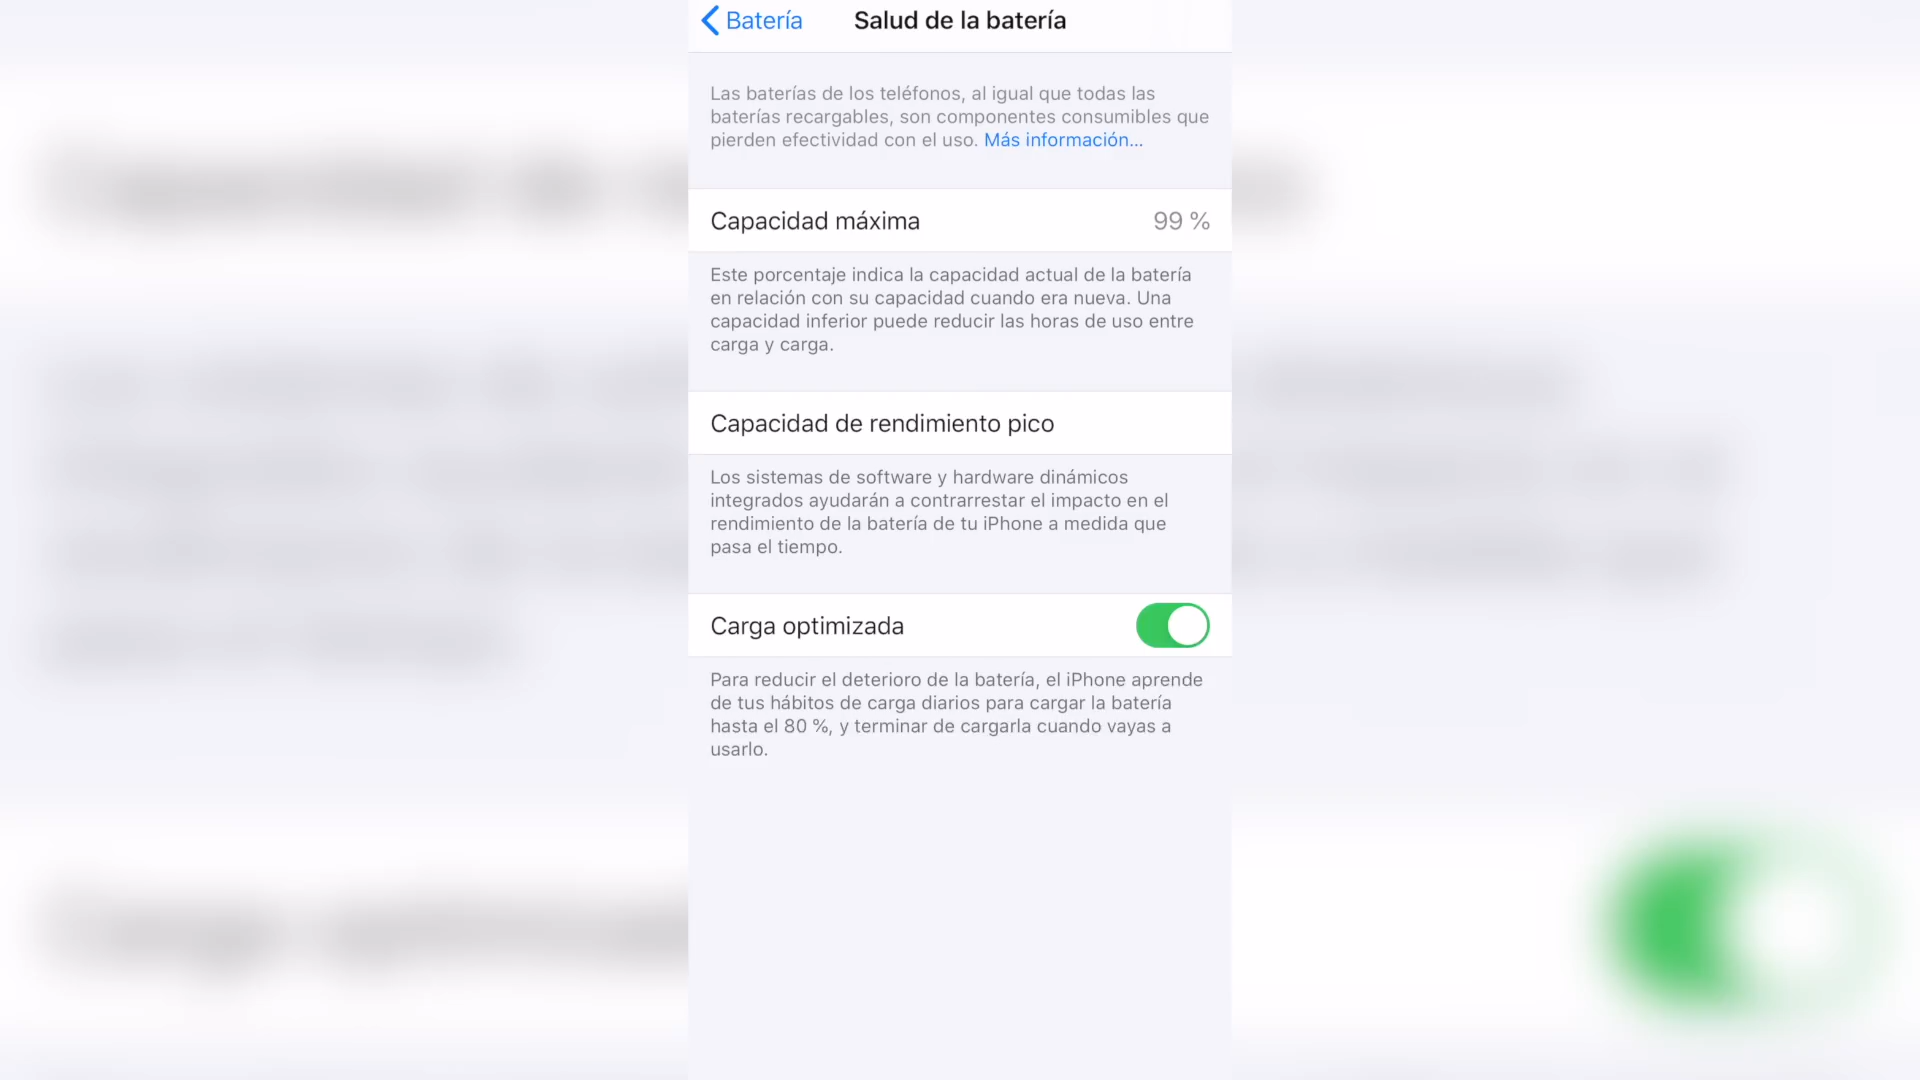 Batería
Salud de la batería
Las baterías de los teléfonos, al igual que todas las
baterías recargables, son componentes consumibles que
pierden efectividad con el uso. Más información...
Capacidad máxima 99 %
Este porcentaje indica la capacidad actual de la batería
en relación con su capacidad cuando era nueva. Una
capacidad inferior puede reducir las horas de uso entre
carga y carga.
Capacidad de rendimiento pico
Los sistemas de software y hardware dinámicos
integrados ayudarán a contrarrestar el impacto en el
rendimiento de la batería de tu iPhone a medida que
pasa el tiempo.
Carga optimizada
Para reducir el deterioro de la batería, el iPhone aprende
de tus hábitos de carga diarios para cargar la batería
hasta el 80 %, y terminar de cargarla cuando vayas a
usarlo.